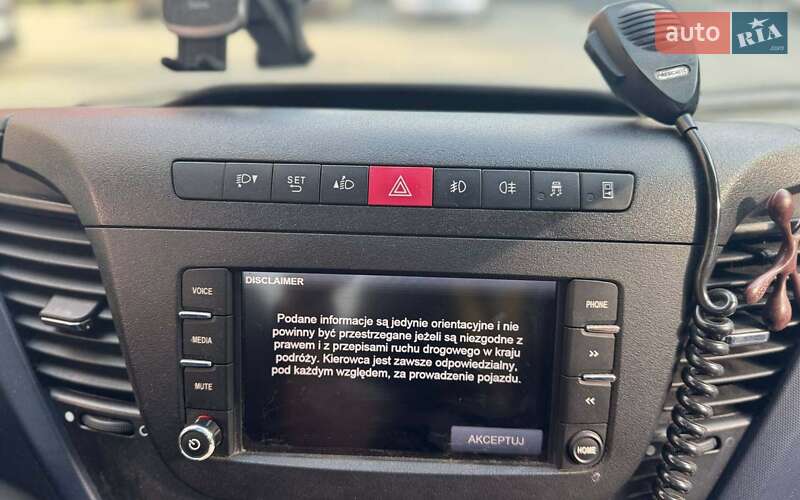 auto RIA
.com
PRESIDENT
SET
DISCLAIMER
VOICE
MEDIA
MUTE
Podane informacje są jedynie orientacyjne i nie
powinny być przestrzegane jeżeli są niezgodne z
prawem i z przepisami ruchu drogowego w kraju
podróży. Kierowca jest zawsze odpowiedzialny,
pod każdym względem, za prowadzenie pojazdu.
AKCEPTUJ
PHONE
>>
<<
HOME